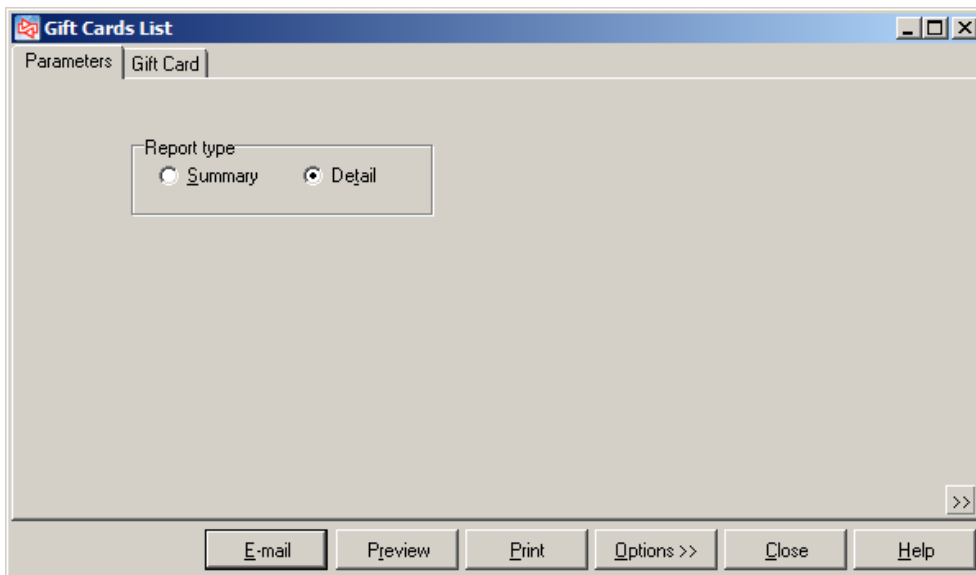 Gift Cards List
Parameters Gift Card
Report type
Summary Detail
>>
E-mail Preview Print Options >> Close Help